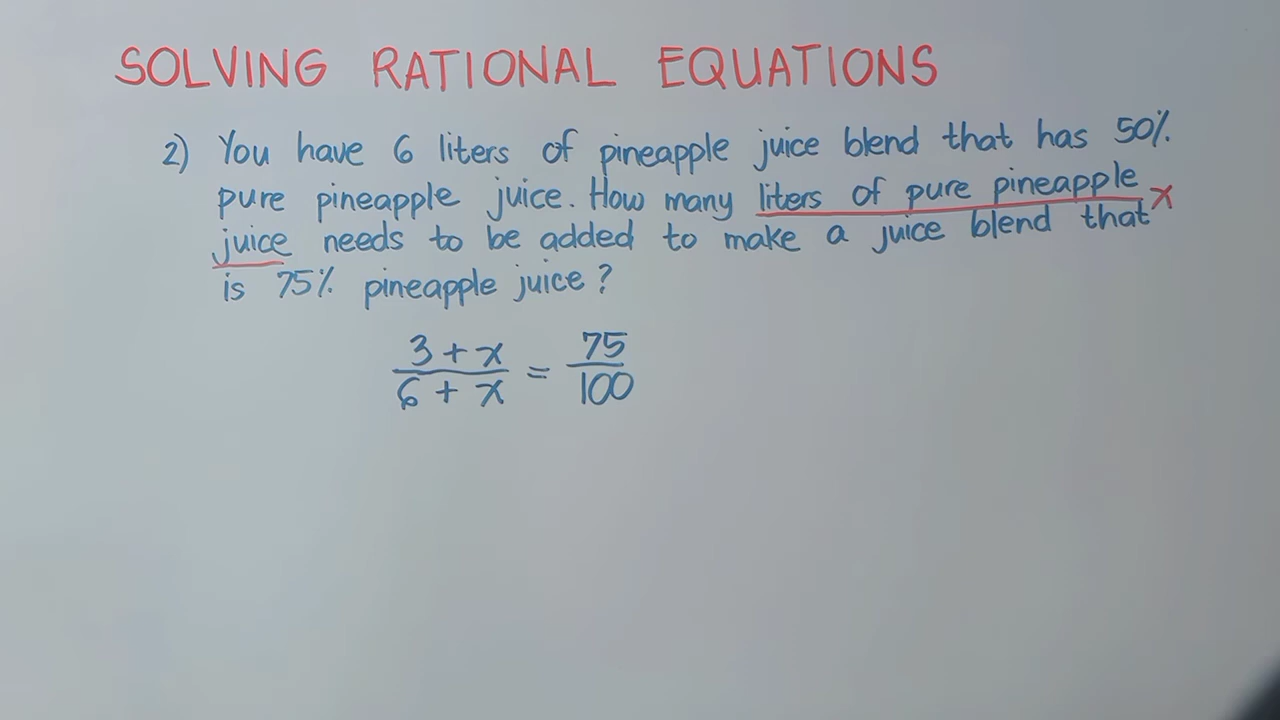 SOLVING RATIONAL EQUATIONS
2) You have 6 liters of pineapple juice blend that has 50%
pure pineapple juice. How many liters of pure pineapple x
juice needs to be added to make a juice blend that
is 75% pineapple juice?
3 + x / 6 + x = 75 / 100